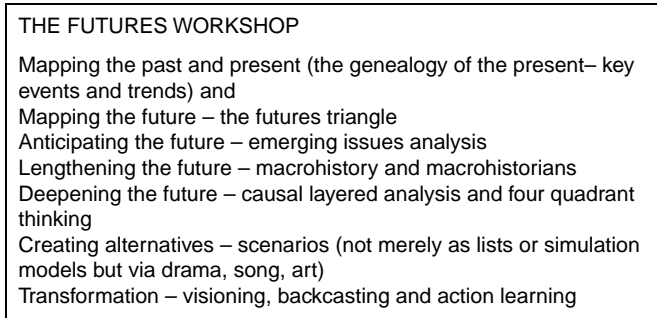 THE FUTURES WORKSHOP
Mapping the past and present (the genealogy of the present– key
events and trends) and
Mapping the future – the futures triangle
Anticipating the future – emerging issues analysis
Lengthening the future – macrohistory and macrohistorians
Deepening the future – causal layered analysis and four quadrant
thinking
Creating alternatives – scenarios (not merely as lists or simulation
models but via drama, song, art)
Transformation – visioning, backcasting and action learning